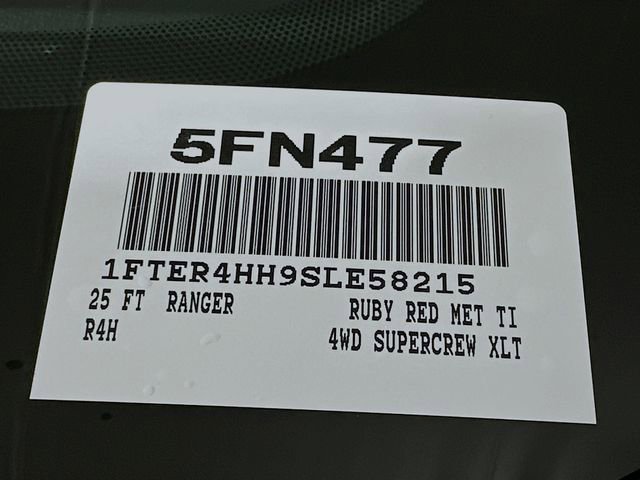 5FN477
1FTER4HH9SLE58215
25 FT RANGER RUBY RED MET TI
R4H 4WD SUPERCREW XLT